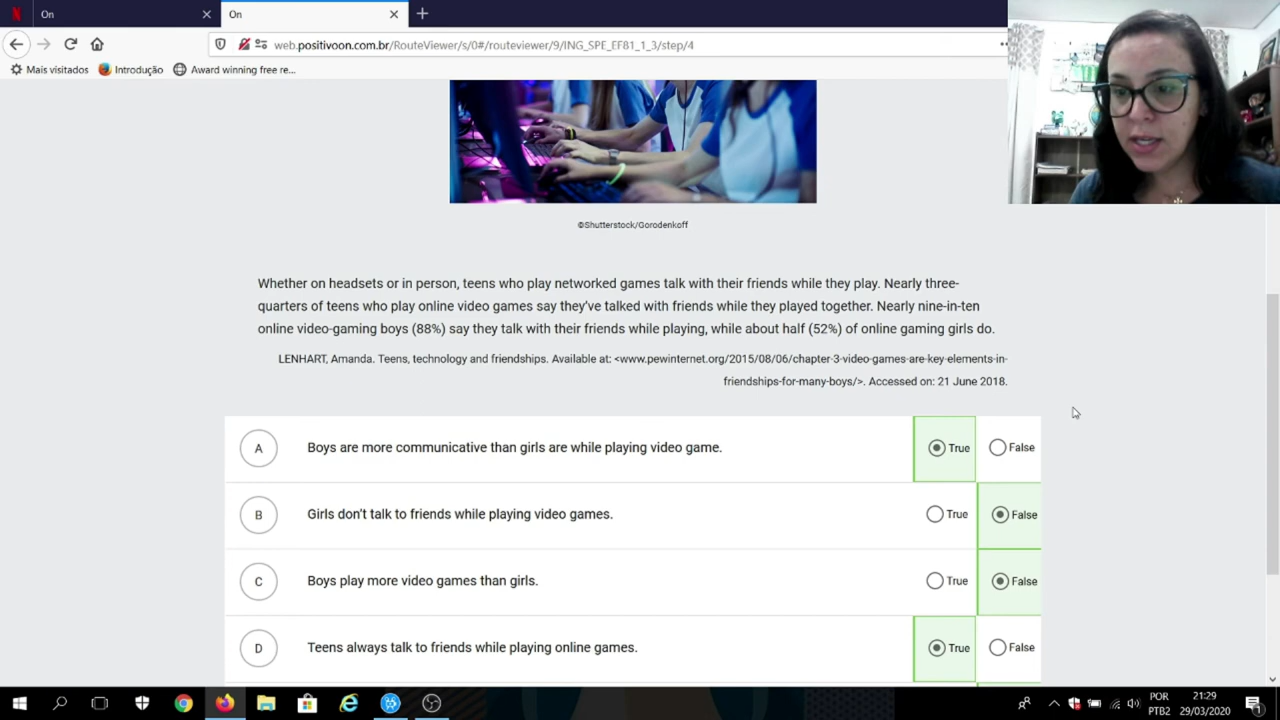 On
On
web.positivoon.com.br/RouteViewer/s/0#/routeviewer/9/ING_SPE_EF81_1_3/step/4
Mais visitados
Introdução
Award winning free re...
©Shutterstock/Gorodenkoff
Whether on headsets or in person, teens who play networked games talk with their friends while they play. Nearly three-
quarters of teens who play online video games say they've talked with friends while they played together. Nearly nine-in-ten
online video-gaming boys (88%) say they talk with their friends while playing, while about half (52%) of online gaming girls do.
LENHART, Amanda. Teens, technology and friendships. Available at: <www.pewinternet.org/2015/08/06/chapter-3-video-games-are-key-elements-in-
friendships-for-many-boys/>. Accessed on: 21 June 2018.
A Boys are more communicative than girls are while playing video game. True False
B Girls don't talk to friends while playing video games. True False
C Boys play more video games than girls. True False
D Teens always talk to friends while playing online games. True False
POR 21:29
PTB2 29/03/2020
1